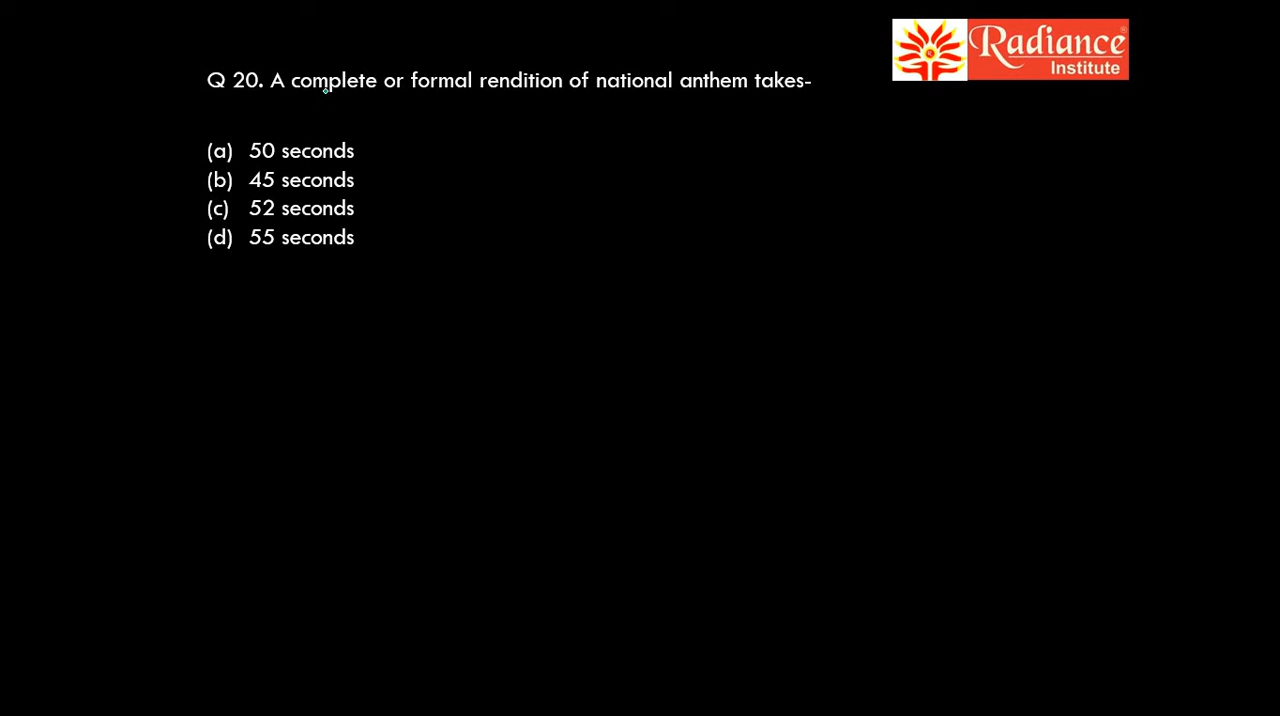 Radiance
Institute
Q 20. A complete or formal rendition of national anthem takes-
(a) 50 seconds
(b) 45 seconds
(c) 52 seconds
(d) 55 seconds